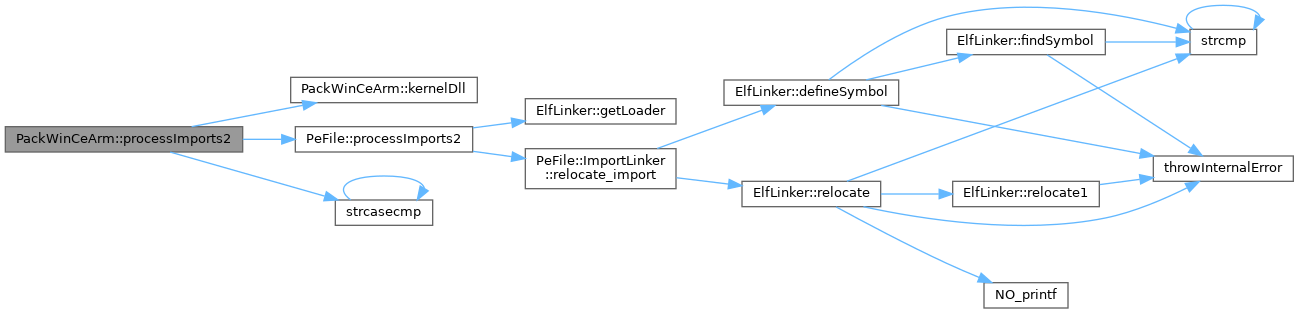 PackWinCeArm::processImports2
PackWinCeArm::kernelDll
PeFile::processImports2
strcasecmp
ElfLinker::getLoader
PeFile::ImportLinker
::relocate_import
ElfLinker::defineSymbol
ElfLinker::relocate
ElfLinker::findSymbol
ElfLinker::relocate1
NO_printf
strcmp
throwInternalError